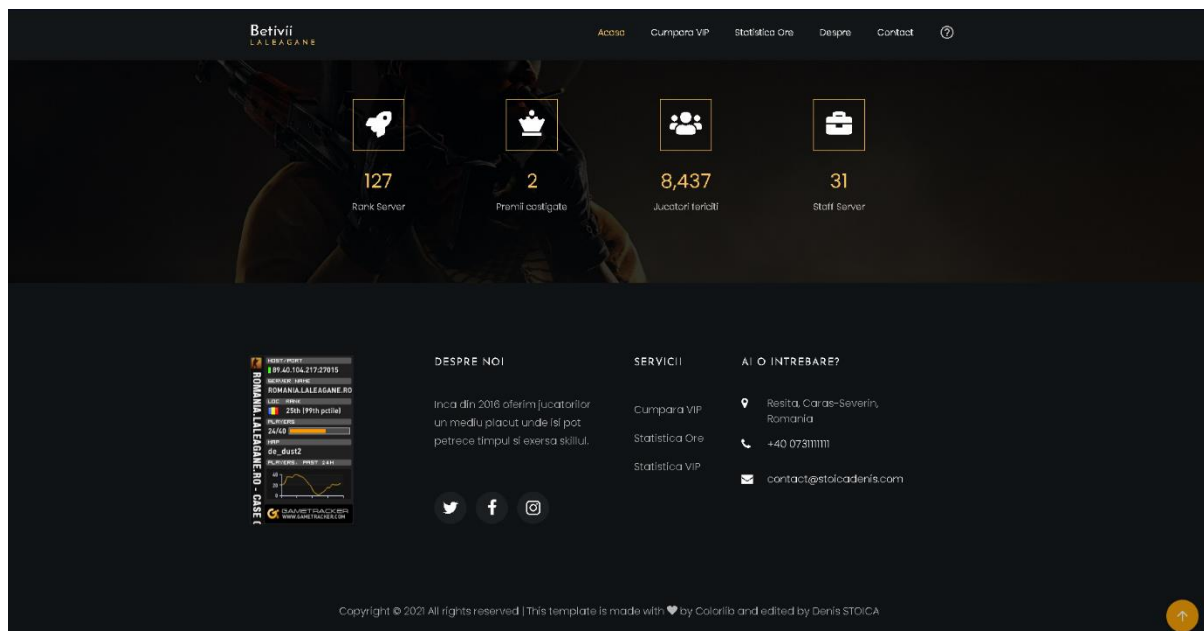 Betivii
LALEAGANE
Acasa Cumpara VIP Statistica Ore Despre Contact
127 2 8,437 31
Rank Server Premii castigate Jucatori fericiti Staff Server
HOST/PORT
89.40.104.217:27015
SERVER NAME
ROMANIA.LALEAGANE.RO
LOC RANK
25th (99th pctile)
PLAYERS
24/40
MAP
de_dust2
PLAYERS: PAST 24H
40
20
0
GAMETRACKER
WWW.GAMETRACKER.COM
ROMANIA.LALEAGANE.RO - CASE
DESPRE NOI
Inca din 2016 oferim jucatorilor
un mediu placut unde isi pot
petrece timpul si exersa skillul.
SERVICII
Cumpara VIP
Statistica Ore
Statistica VIP
AI O INTREBARE?
Resita, Caras-Severin,
Romania
+40 0731111111
contact@stoicadenis.com
Copyright © 2021 All rights reserved | This template is made with ♥ by Colorlib and edited by Denis STOICA